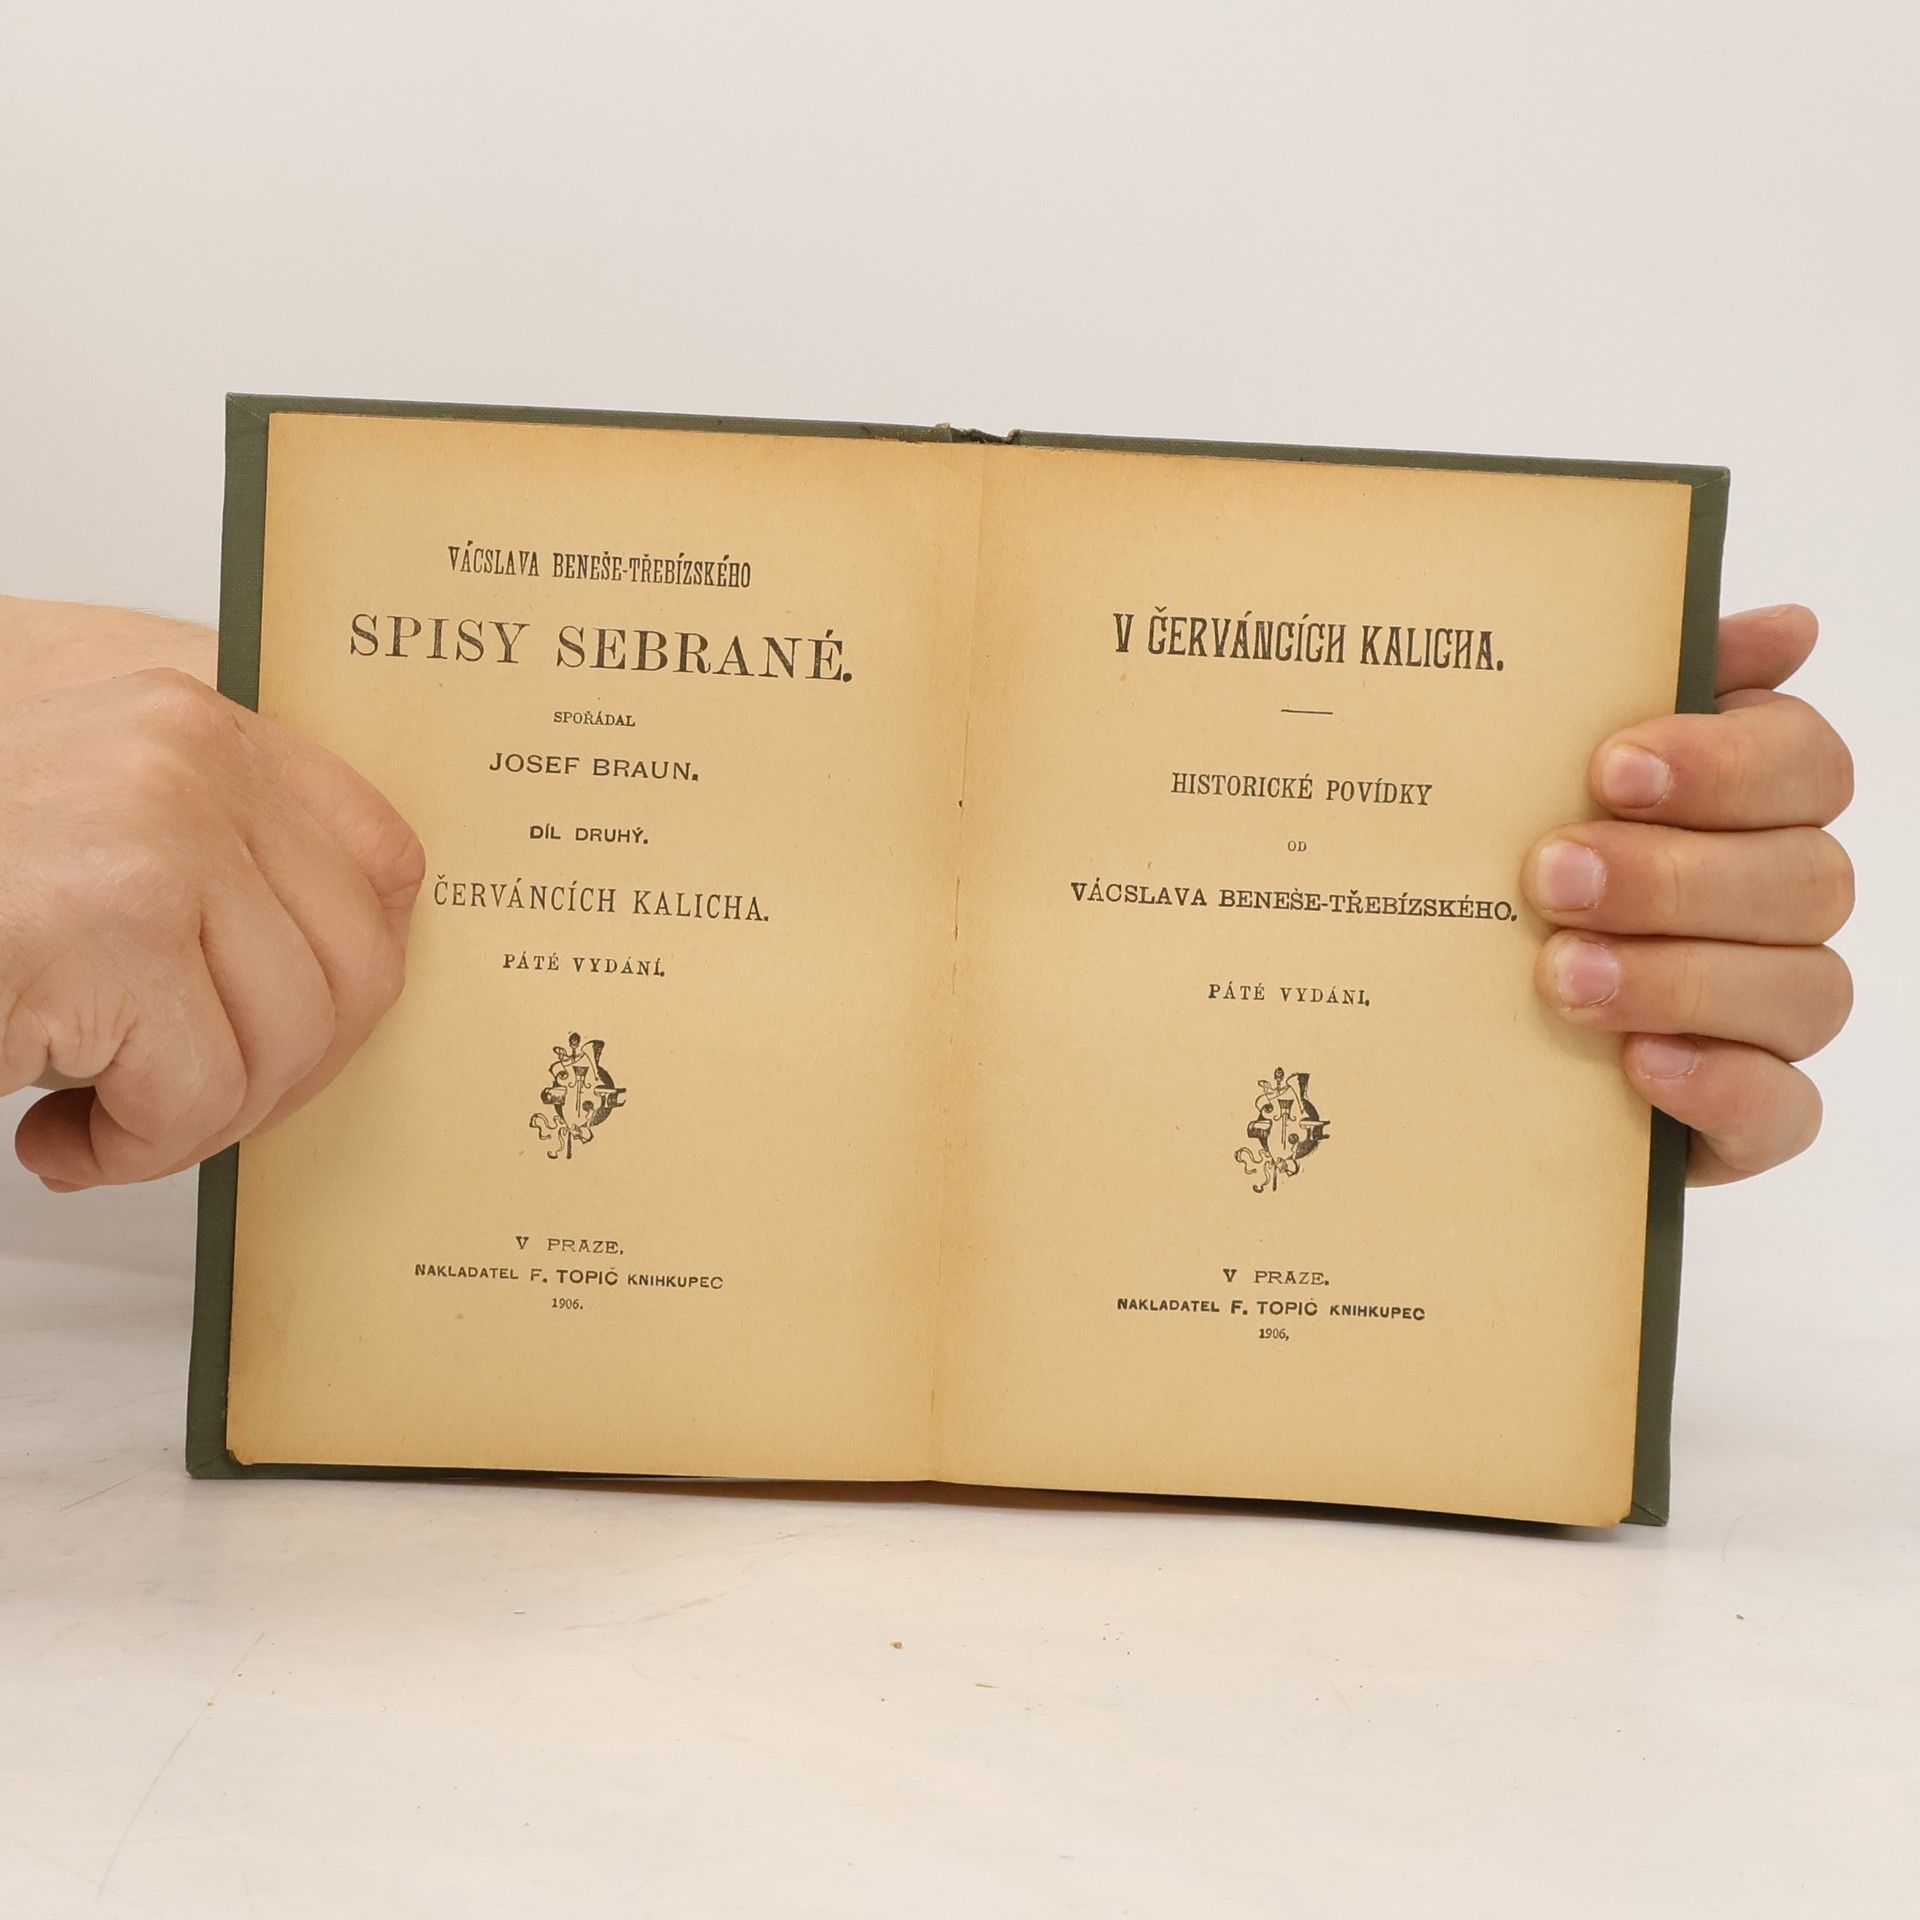 VÁCSLAVA BENEŠE-TŘEBÍZSKÉHO
SPISY SEBRANÉ.
SPOŘÁDAL
JOSEF BRAUN.
DÍL DRUHÝ.
ČERVÁNCÍCH KALICHA.
PÁTÉ VYDÁNÍ.
V PRAZE.
NAKLADATEL F. TOPIČ KNIHKUPEC
1906.
V ČERVÁNCÍCH KALICHA.
HISTORICKÉ POVÍDKY
OD
VÁCSLAVA BENEŠE-TŘEBÍZSKÉHO.
PÁTÉ VYDÁNI.
V PRAZE.
NAKLADATEL F. TOPIČ KNIHKUPEC
1906,